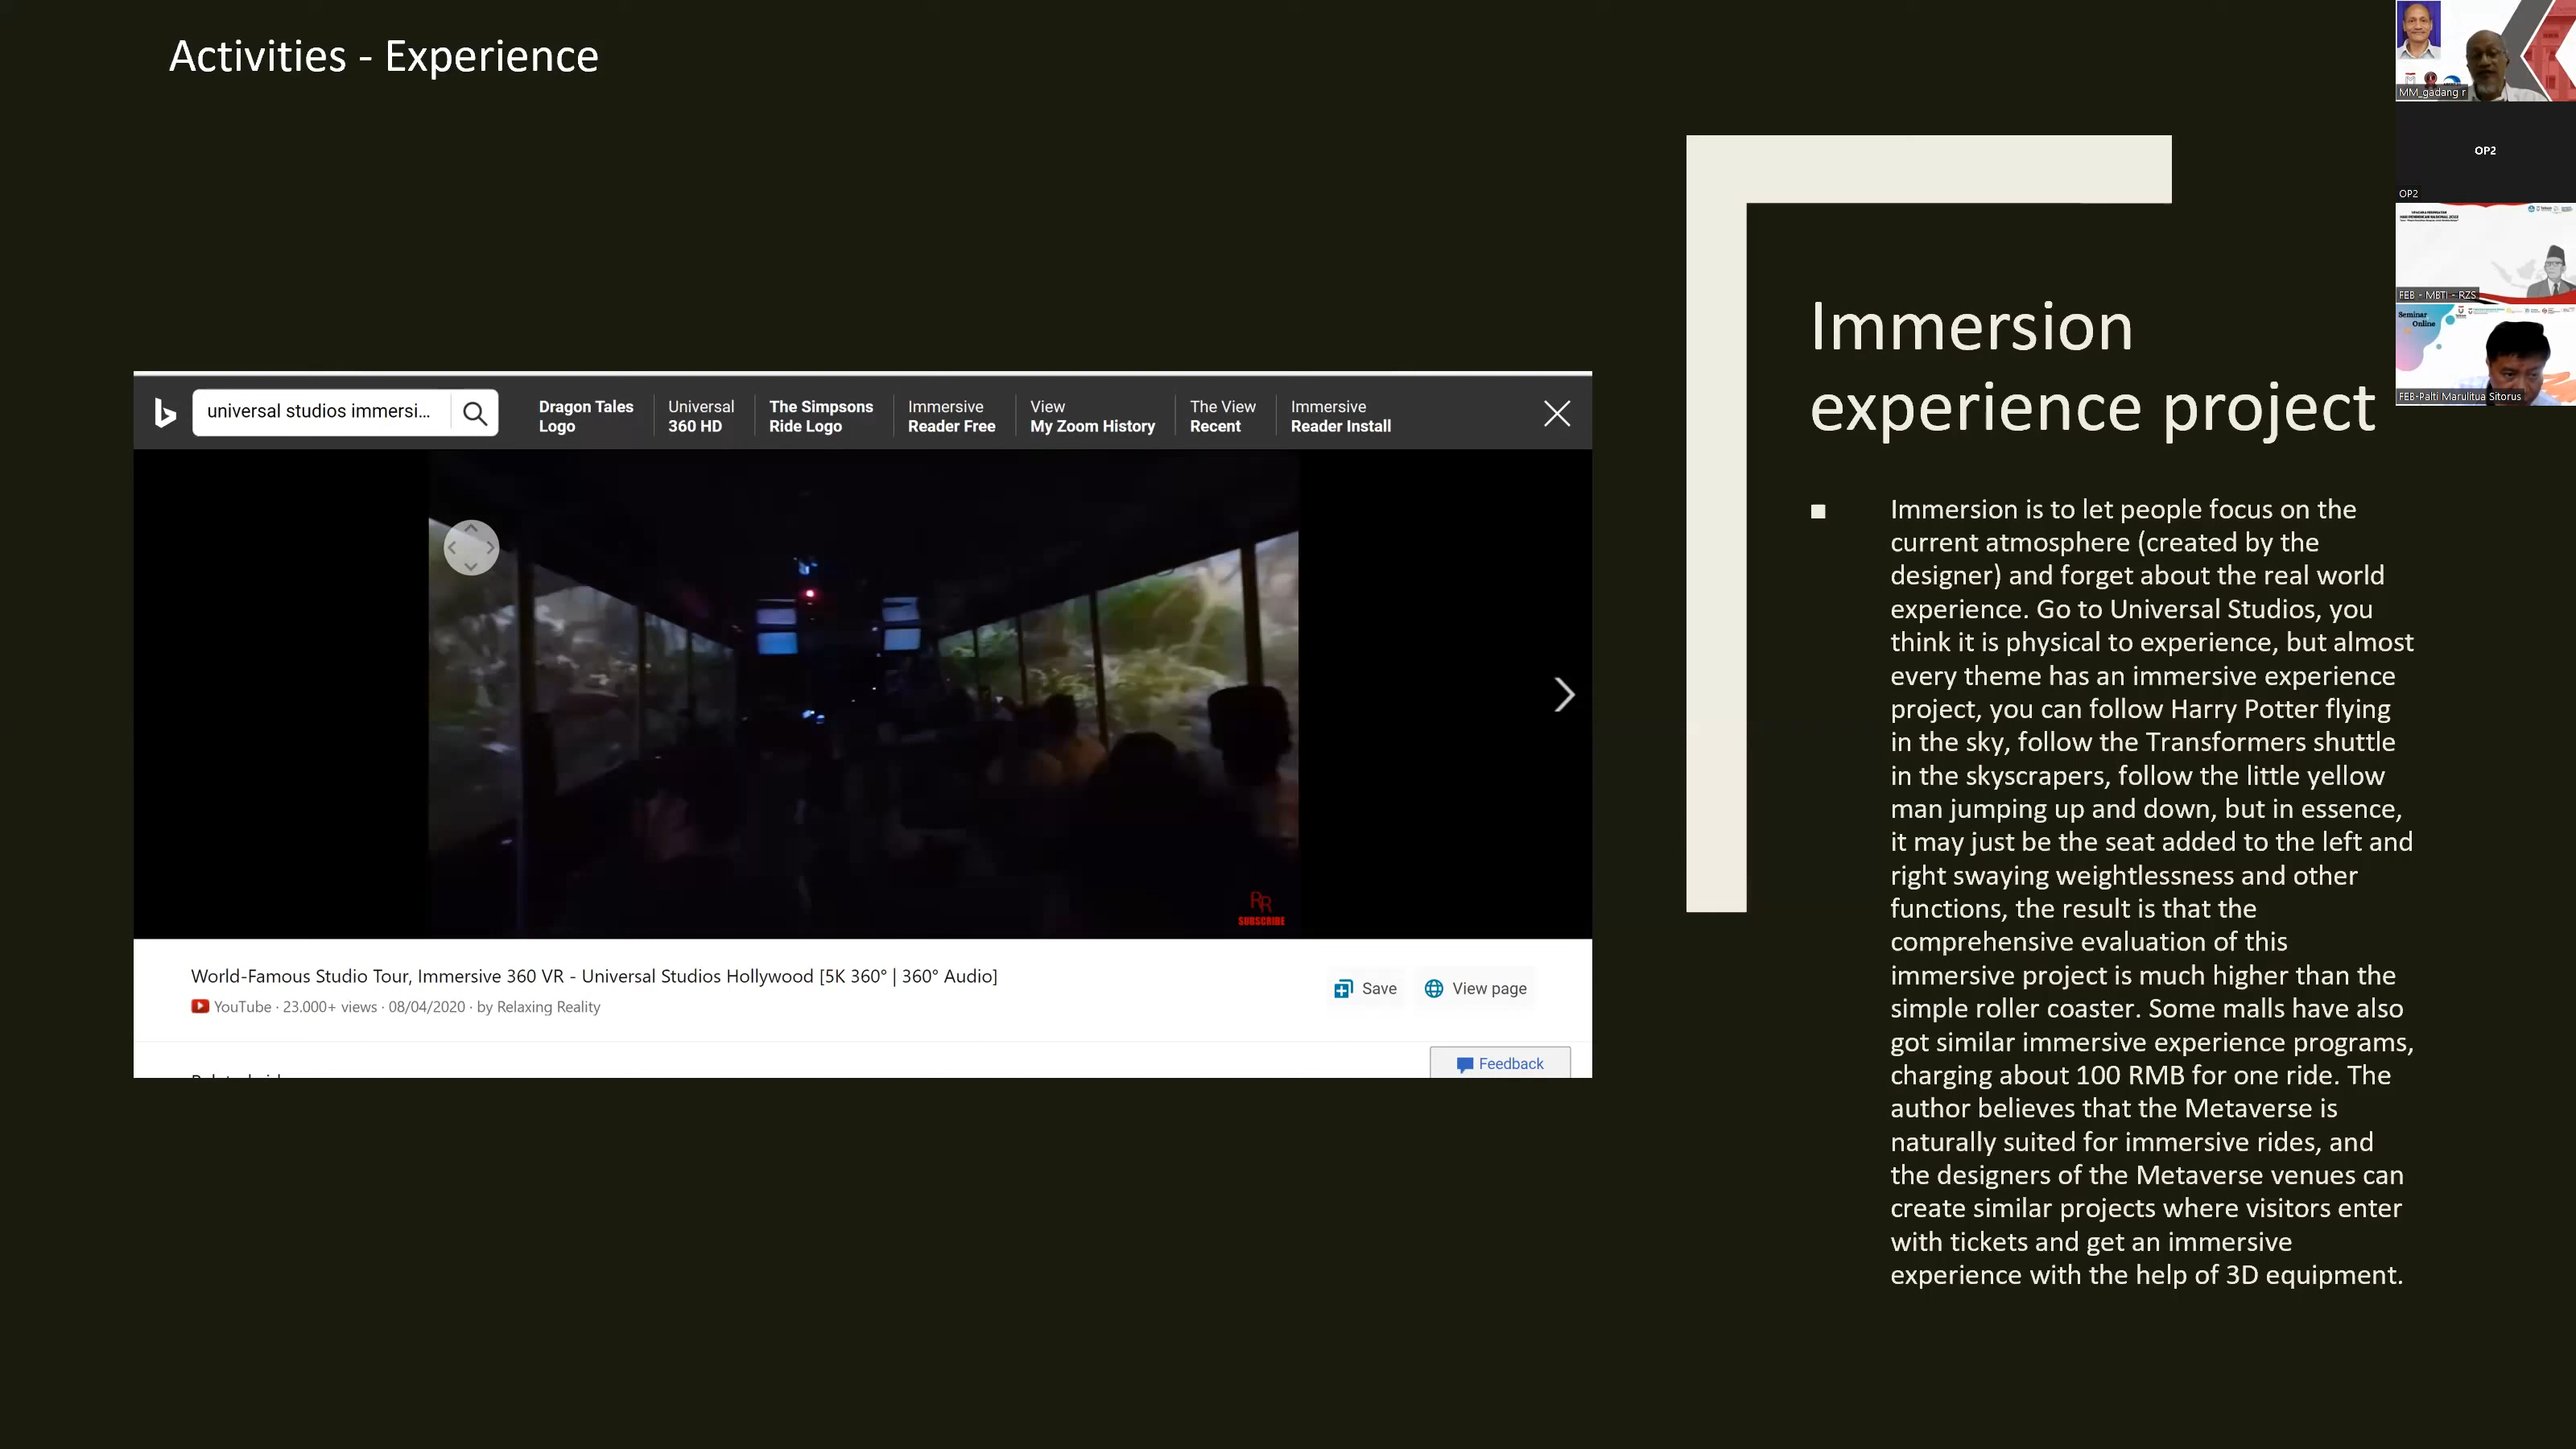 Activities - Experience
universal studios immersi...
Dragon Tales
Logo
Universal
360 HD
The Simpsons
Ride Logo
Immersive
Reader Free
View
My Zoom History
The View
Recent
Immersive
Reader Install
RR
SUBSCRIBE
World-Famous Studio Tour, Immersive 360 VR - Universal Studios Hollywood [5K 360° | 360° Audio]
YouTube · 23.000+ views · 08/04/2020 · by Relaxing Reality
Save
View page
Feedback
Immersion
experience project
■ Immersion is to let people focus on the
current atmosphere (created by the
designer) and forget about the real world
experience. Go to Universal Studios, you
think it is physical to experience, but almost
every theme has an immersive experience
project, you can follow Harry Potter flying
in the sky, follow the Transformers shuttle
in the skyscrapers, follow the little yellow
man jumping up and down, but in essence,
it may just be the seat added to the left and
right swaying weightlessness and other
functions, the result is that the
comprehensive evaluation of this
immersive project is much higher than the
simple roller coaster. Some malls have also
got similar immersive experience programs,
charging about 100 RMB for one ride. The
author believes that the Metaverse is
naturally suited for immersive rides, and
the designers of the Metaverse venues can
create similar projects where visitors enter
with tickets and get an immersive
experience with the help of 3D equipment.
MM_gadang r
OP2
OP2
FEB - MBTI - RZS
Seminar
Online
FEB-Palti Marulitua Sitorus